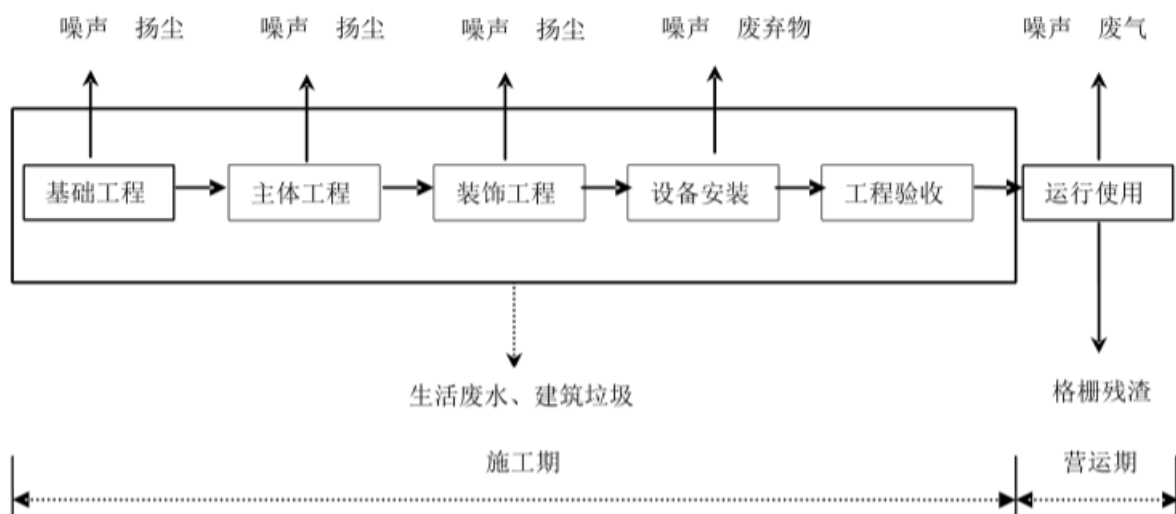 噪声 扬尘 噪声 扬尘 噪声 扬尘 噪声 废弃物 噪声 废气
基础工程 主体工程 装饰工程 设备安装 工程验收 运行使用
生活废水、建筑垃圾 格栅残渣
施工期 营运期